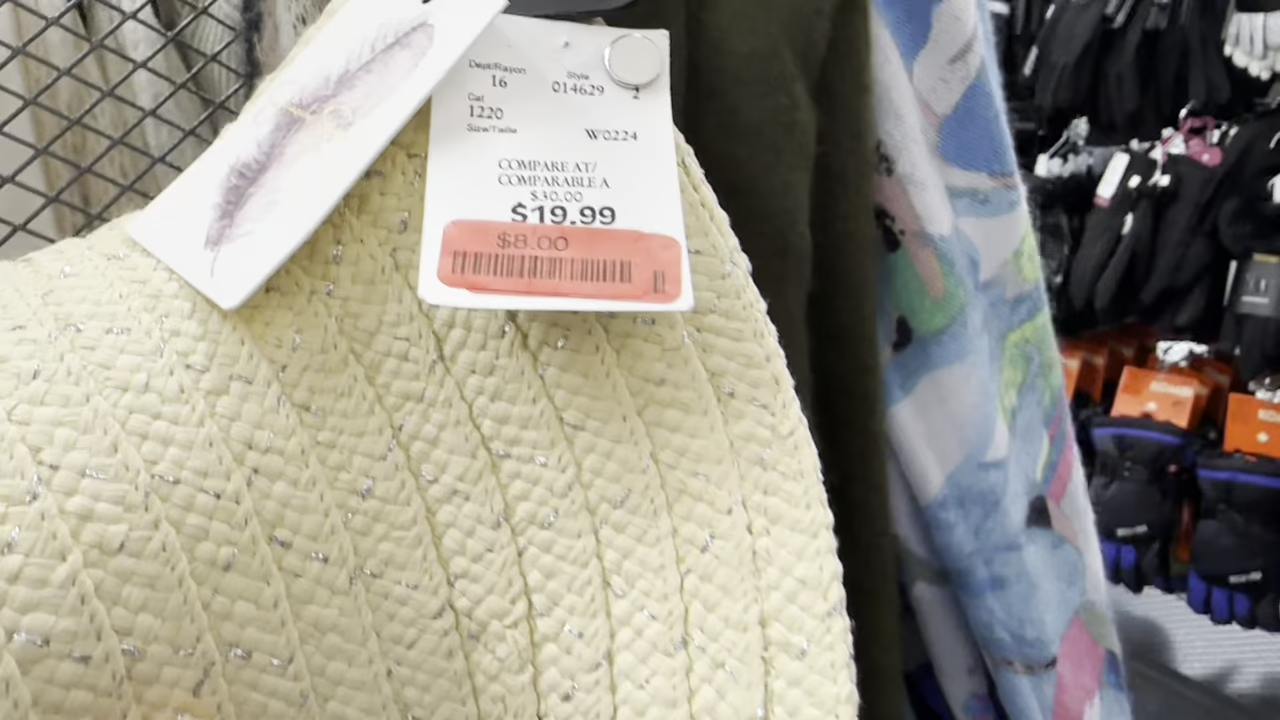 Dept/Rayon
16
Style
014629
2
Cat
1220
Size/Taille
W0224
COMPARE AT/
COMPARABLE A
$30.00
$19.99
$8.00